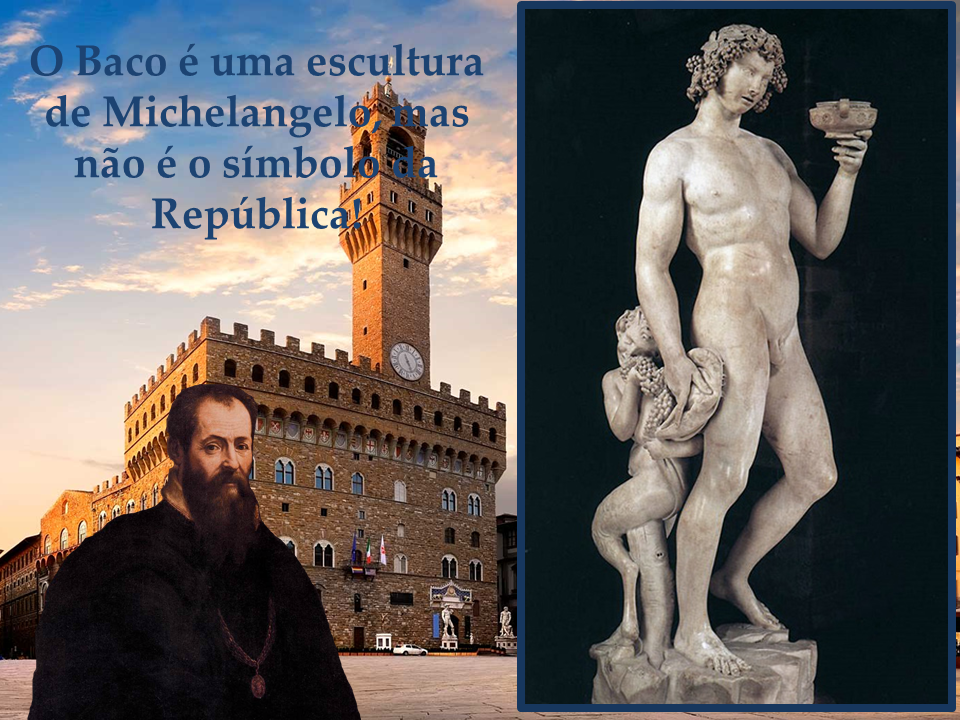 O Baco é uma escultura
de Michelangelo, mas
não é o símbolo da
República!